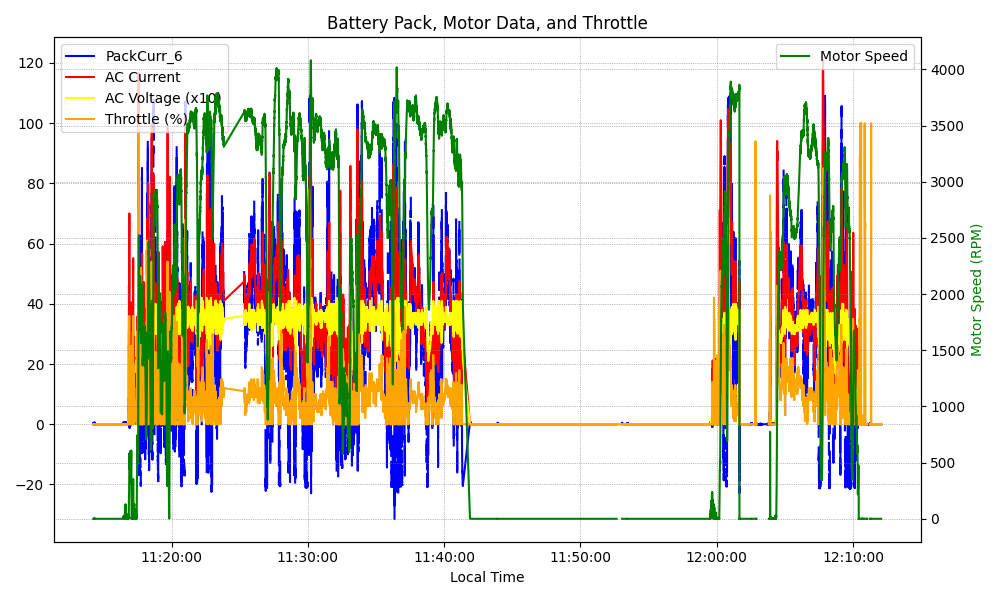 Battery Pack, Motor Data, and Throttle
PackCurr_6
AC Current
AC Voltage (x10
Throttle (%)
Motor Speed
120
100
80
60
40
20
0
−20
4000
3500
3000
2500
2000
1500
1000
500
0
Motor Speed (RPM)
11:20:00
11:30:00
11:40:00
11:50:00
12:00:00
12:10:00
Local Time